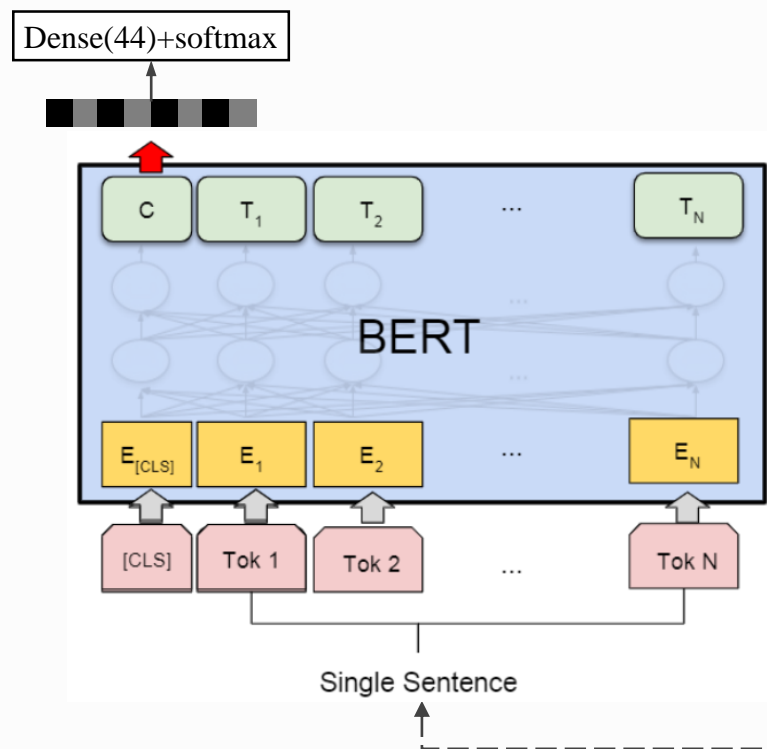 Dense(44)+softmax
C T1 T2 ... TN
...
BERT
...
E[CLS] E1 E2 ... EN
[CLS] Tok 1 Tok 2 ... Tok N
Single Sentence